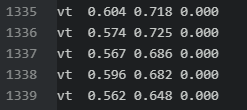 1335 vt 0.604 0.718 0.000
1336 vt 0.574 0.725 0.000
1337 vt 0.567 0.686 0.000
1338 vt 0.596 0.682 0.000
1339 vt 0.562 0.648 0.000